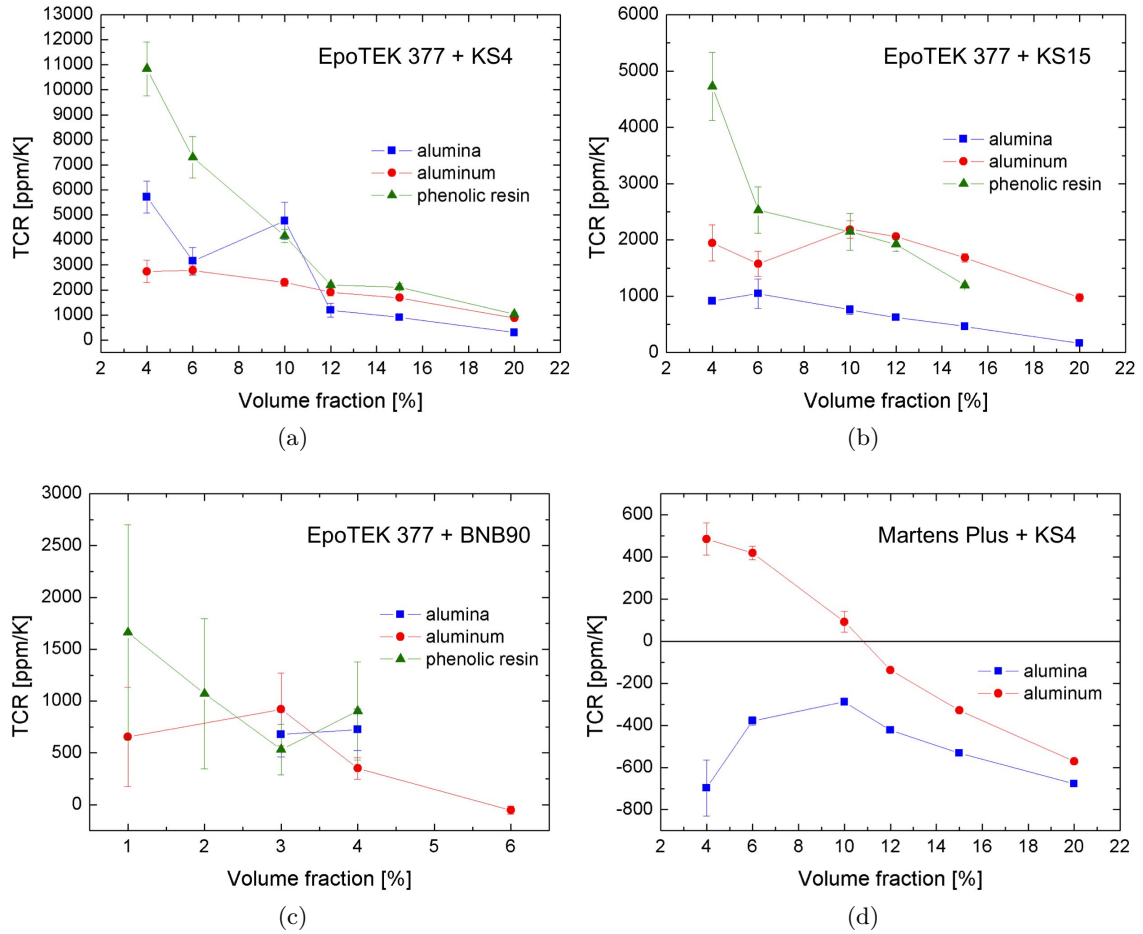 13000
12000
11000
10000
9000
8000
7000
6000
5000
4000
3000
2000
1000
0
TCR [ppm/K]
EpoTEK 377 + KS4
alumina
aluminum
phenolic resin
2 4 6 8 10 12 14 16 18 20 22
Volume fraction [%]
(a)
6000
5000
4000
3000
2000
1000
0
TCR [ppm/K]
EpoTEK 377 + KS15
alumina
aluminum
phenolic resin
2 4 6 8 10 12 14 16 18 20 22
Volume fraction [%]
(b)
3000
2500
2000
1500
1000
500
0
TCR [ppm/K]
EpoTEK 377 + BNB90
alumina
aluminum
phenolic resin
1 2 3 4 5 6
Volume fraction [%]
(c)
600
400
200
0
-200
-400
-600
-800
TCR [ppm/K]
Martens Plus + KS4
alumina
aluminum
2 4 6 8 10 12 14 16 18 20 22
Volume fraction [%]
(d)